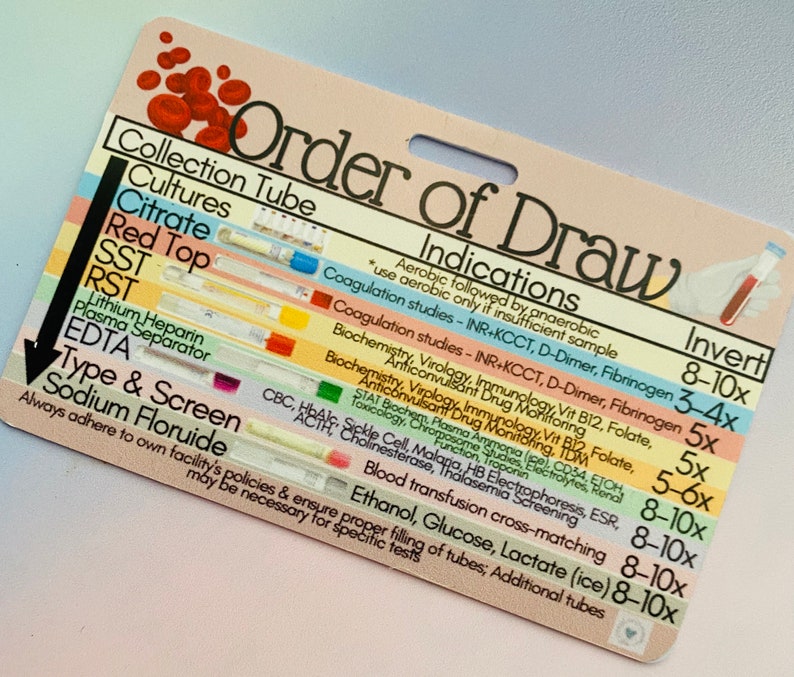 Order of Draw
Collection Tube Indications Invert
Cultures Aerobic followed by anaerobic
*use aerobic only if insufficient sample 8-10x
Citrate Coagulation studies - INR+KCCT, D-Dimer, Fibrinogen 3-4x
Red Top Coagulation studies - INR+KCCT, D-Dimer, Fibrinogen 5x
SST Biochemistry, Virology, Immunology, Vit B12, Folate,
Anticonvulsant Drug Monitoring 5x
RST Biochemistry, Virology, Immunology, Vit B12, Folate,
Anticonvulsant Drug Monitoring, TDM 5-6x
Lithium Heparin
Plasma Separator STAT Biochem, Plasma Ammonia (ice), CD34, ETOH
Toxicology, Chromosome Studies, Electrolytes, Renal
Function, Troponin 8-10x
EDTA CBC, HbA1c, Sickle Cell, Malaria, HB Electrophoresis, ESR,
ACTH, Cholinesterase, Thalasemia Screening 8-10x
Type & Screen Blood transfusion cross-matching 8-10x
Sodium Floruide Ethanol, Glucose, Lactate (ice) 8-10x
Always adhere to own facility's policies & ensure proper filling of tubes; Additional tubes
may be necessary for specific tests